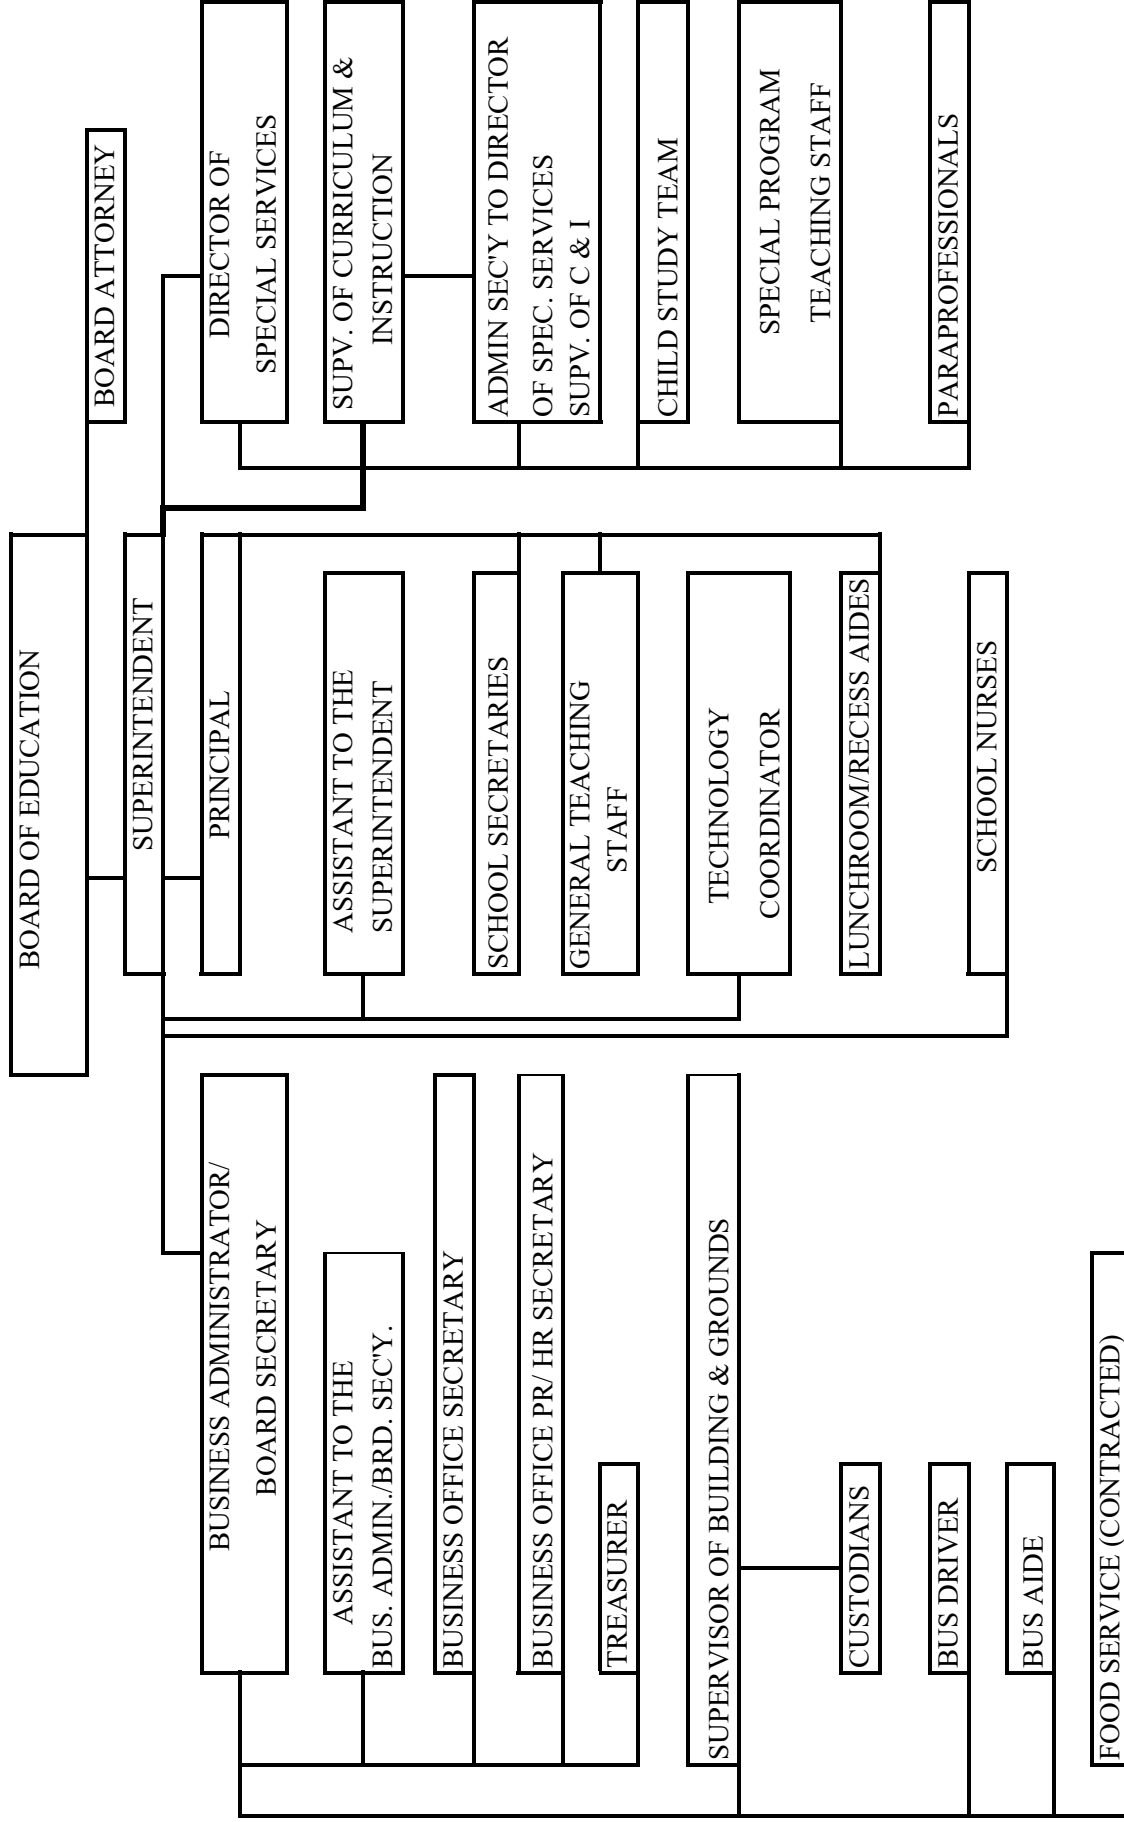 BOARD OF EDUCATION
BOARD ATTORNEY
SUPERINTENDENT
BUSINESS ADMINISTRATOR/
BOARD SECRETARY
PRINCIPAL
DIRECTOR OF
SPECIAL SERVICES
ASSISTANT TO THE
BUS. ADMIN./BRD. SEC'Y.
ASSISTANT TO THE
SUPERINTENDENT
SUPV. OF CURRICULUM &
INSTRUCTION
BUSINESS OFFICE SECRETARY
SCHOOL SECRETARIES
ADMIN SEC'Y TO DIRECTOR
OF SPEC. SERVICES
SUPV. OF C & I
BUSINESS OFFICE PR/ HR SECRETARY
GENERAL TEACHING
STAFF
TREASURER
CHILD STUDY TEAM
SUPERVISOR OF BUILDING & GROUNDS
TECHNOLOGY
COORDINATOR
SPECIAL PROGRAM
TEACHING STAFF
CUSTODIANS
LUNCHROOM/RECESS AIDES
BUS DRIVER
SCHOOL NURSES
PARAPROFESSIONALS
BUS AIDE
FOOD SERVICE (CONTRACTED)